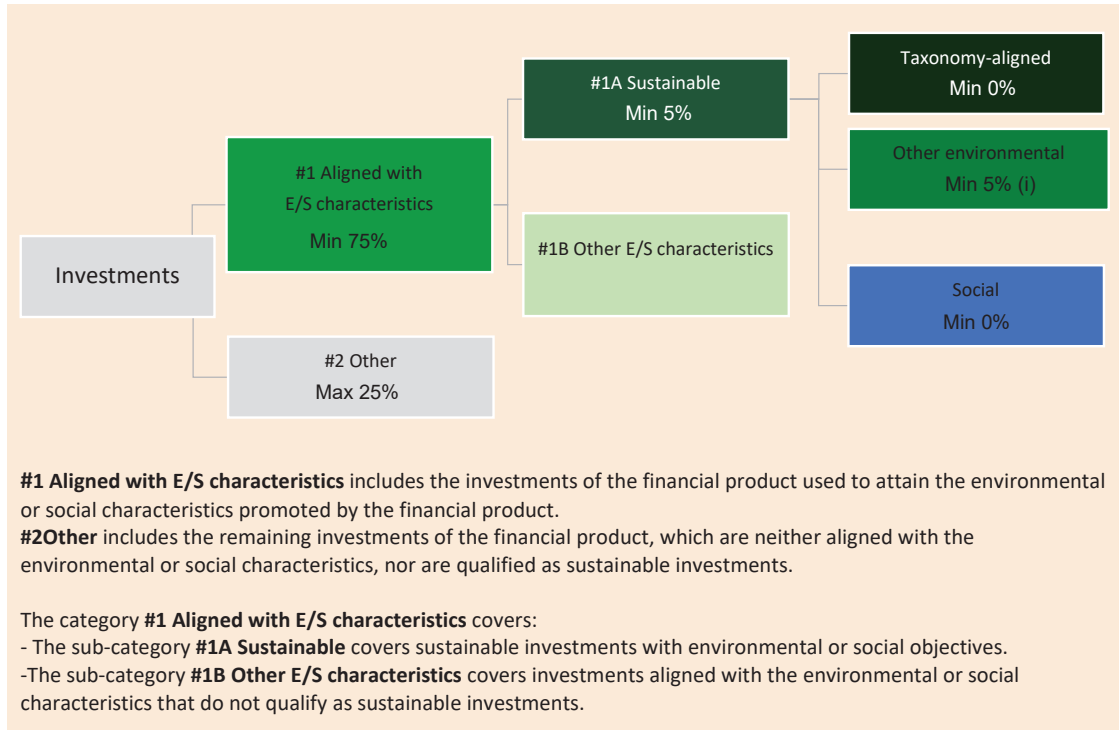 Investments
#1 Aligned with
E/S characteristics
Min 75%
#2 Other
Max 25%
#1A Sustainable
Min 5%
#1B Other E/S characteristics
Taxonomy-aligned
Min 0%
Other environmental
Min 5% (i)
Social
Min 0%
#1 Aligned with E/S characteristics includes the investments of the financial product used to attain the environmental
or social characteristics promoted by the financial product.
#2Other includes the remaining investments of the financial product, which are neither aligned with the
environmental or social characteristics, nor are qualified as sustainable investments.
The category #1 Aligned with E/S characteristics covers:
- The sub-category #1A Sustainable covers sustainable investments with environmental or social objectives.
-The sub-category #1B Other E/S characteristics covers investments aligned with the environmental or social
characteristics that do not qualify as sustainable investments.